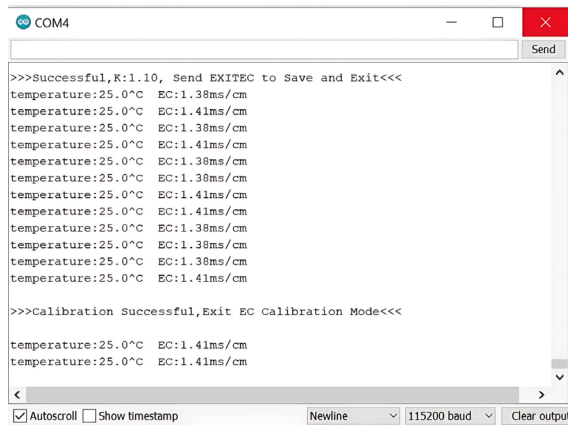 COM4
Send
>>>Successful,K:1.10, Send EXITEC to Save and Exit<<<
temperature:25.0^C  EC:1.38ms/cm
temperature:25.0^C  EC:1.41ms/cm
temperature:25.0^C  EC:1.38ms/cm
temperature:25.0^C  EC:1.41ms/cm
temperature:25.0^C  EC:1.38ms/cm
temperature:25.0^C  EC:1.38ms/cm
temperature:25.0^C  EC:1.41ms/cm
temperature:25.0^C  EC:1.41ms/cm
temperature:25.0^C  EC:1.38ms/cm
temperature:25.0^C  EC:1.38ms/cm
temperature:25.0^C  EC:1.38ms/cm
temperature:25.0^C  EC:1.41ms/cm
>>>Calibration Successful,Exit EC Calibration Mode<<<
temperature:25.0^C  EC:1.41ms/cm
temperature:25.0^C  EC:1.41ms/cm
Autoscroll Show timestamp Newline 115200 baud Clear output